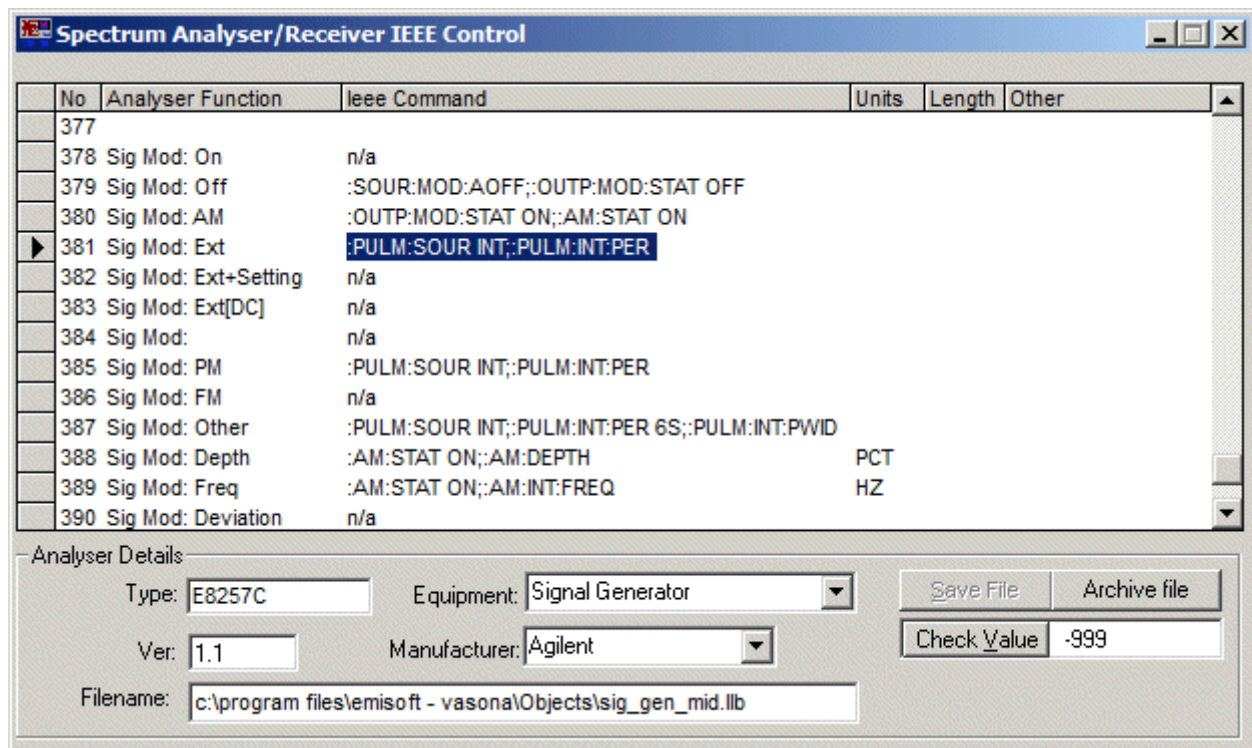 Spectrum Analyser/Receiver IEEE Control
No Analyser Function Ieee Command Units Length Other
377
378 Sig Mod: On n/a
379 Sig Mod: Off :SOUR:MOD:AOFF;:OUTP:MOD:STAT OFF
380 Sig Mod: AM :OUTP:MOD:STAT ON;:AM:STAT ON
381 Sig Mod: Ext :PULM:SOUR INT;:PULM:INT:PER
382 Sig Mod: Ext+Setting n/a
383 Sig Mod: Ext[DC] n/a
384 Sig Mod: n/a
385 Sig Mod: PM :PULM:SOUR INT;:PULM:INT:PER
386 Sig Mod: FM n/a
387 Sig Mod: Other :PULM:SOUR INT;:PULM:INT:PER 6S;:PULM:INT:PWID
388 Sig Mod: Depth :AM:STAT ON;:AM:DEPTH PCT
389 Sig Mod: Freq :AM:STAT ON;:AM:INT:FREQ HZ
390 Sig Mod: Deviation n/a
Analyser Details
Type: E8257C Equipment: Signal Generator Save File Archive file
Ver: 1.1 Manufacturer: Agilent Check Value -999
Filename: c:\program files\emisoft - vasona\Objects\sig_gen_mid.llb